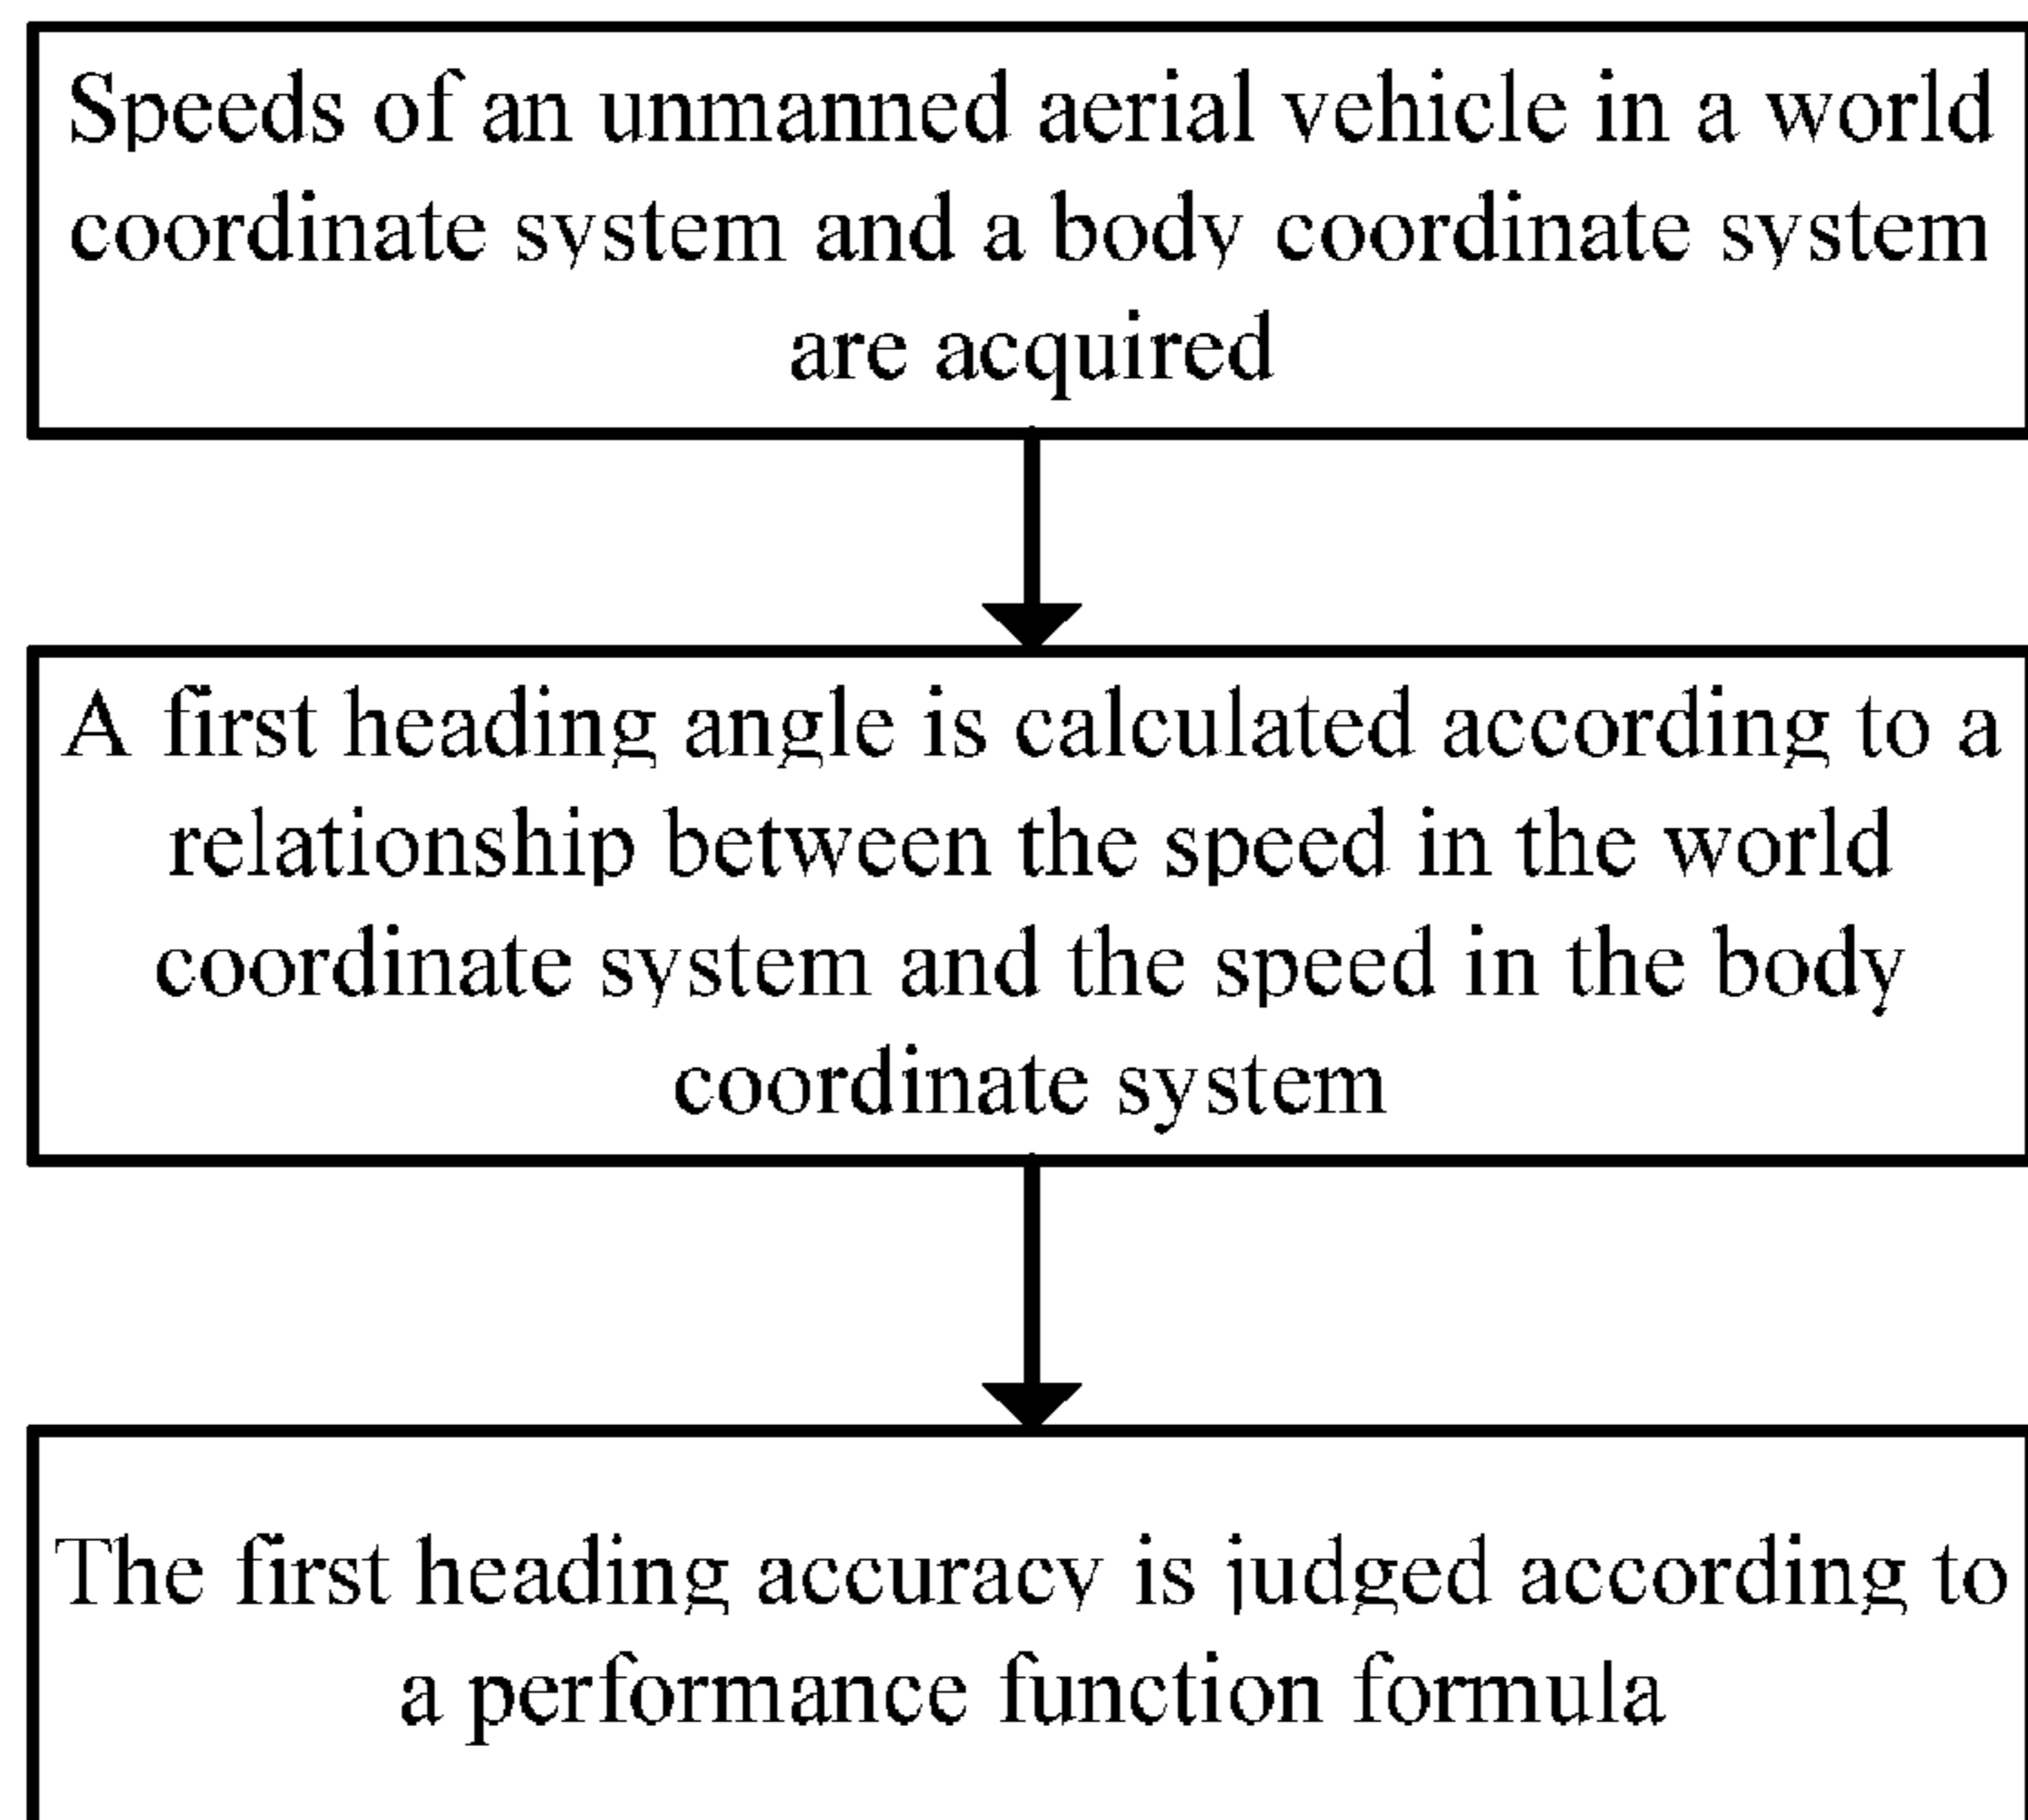 Speeds of an unmanned aerial vehicle in a world
coordinate system and a body coordinate system
are acquired
A first heading angle is calculated according to a
relationship between the speed in the world
coordinate system and the speed in the body
coordinate system
The first heading accuracy is judged according to
a performance function formula